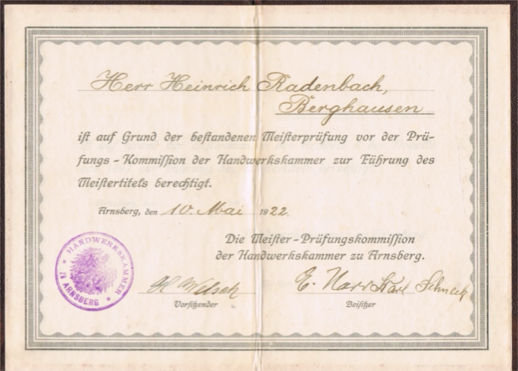 Herr Heinrich Radenbach,
Berghausen
ist auf Grund der bestandenen Meisterprüfung vor der Prü-
fungs-Kommission der Handwerkskammer zur Führung des
Meistertitels berechtigt.
Arnsberg, den 10. Mai 1922
Die Meister-Prüfungskommission
der Handwerkskammer zu Arnsberg.
HANDWERKSKAMMER
ARNSBERG
E. Karl
Vorsitzender
Beisitzer